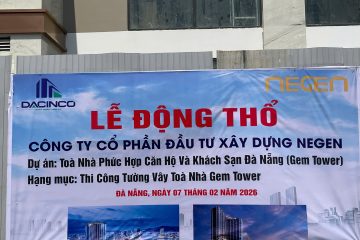 DACINCO
NEGEN
LỄ ĐỘNG THỔ
CÔNG TY CỔ PHẦN ĐẦU TƯ XÂY DỰNG NEGEN
Dự án: Toà Nhà Phức Hợp Căn Hộ Và Khách Sạn Đà Nẵng (Gem Tower)
Hạng mục: Thi Công Tường Vây Toà Nhà Gem Tower
ĐÀ NẴNG, NGÀY 07 THÁNG 02 NĂM 2026